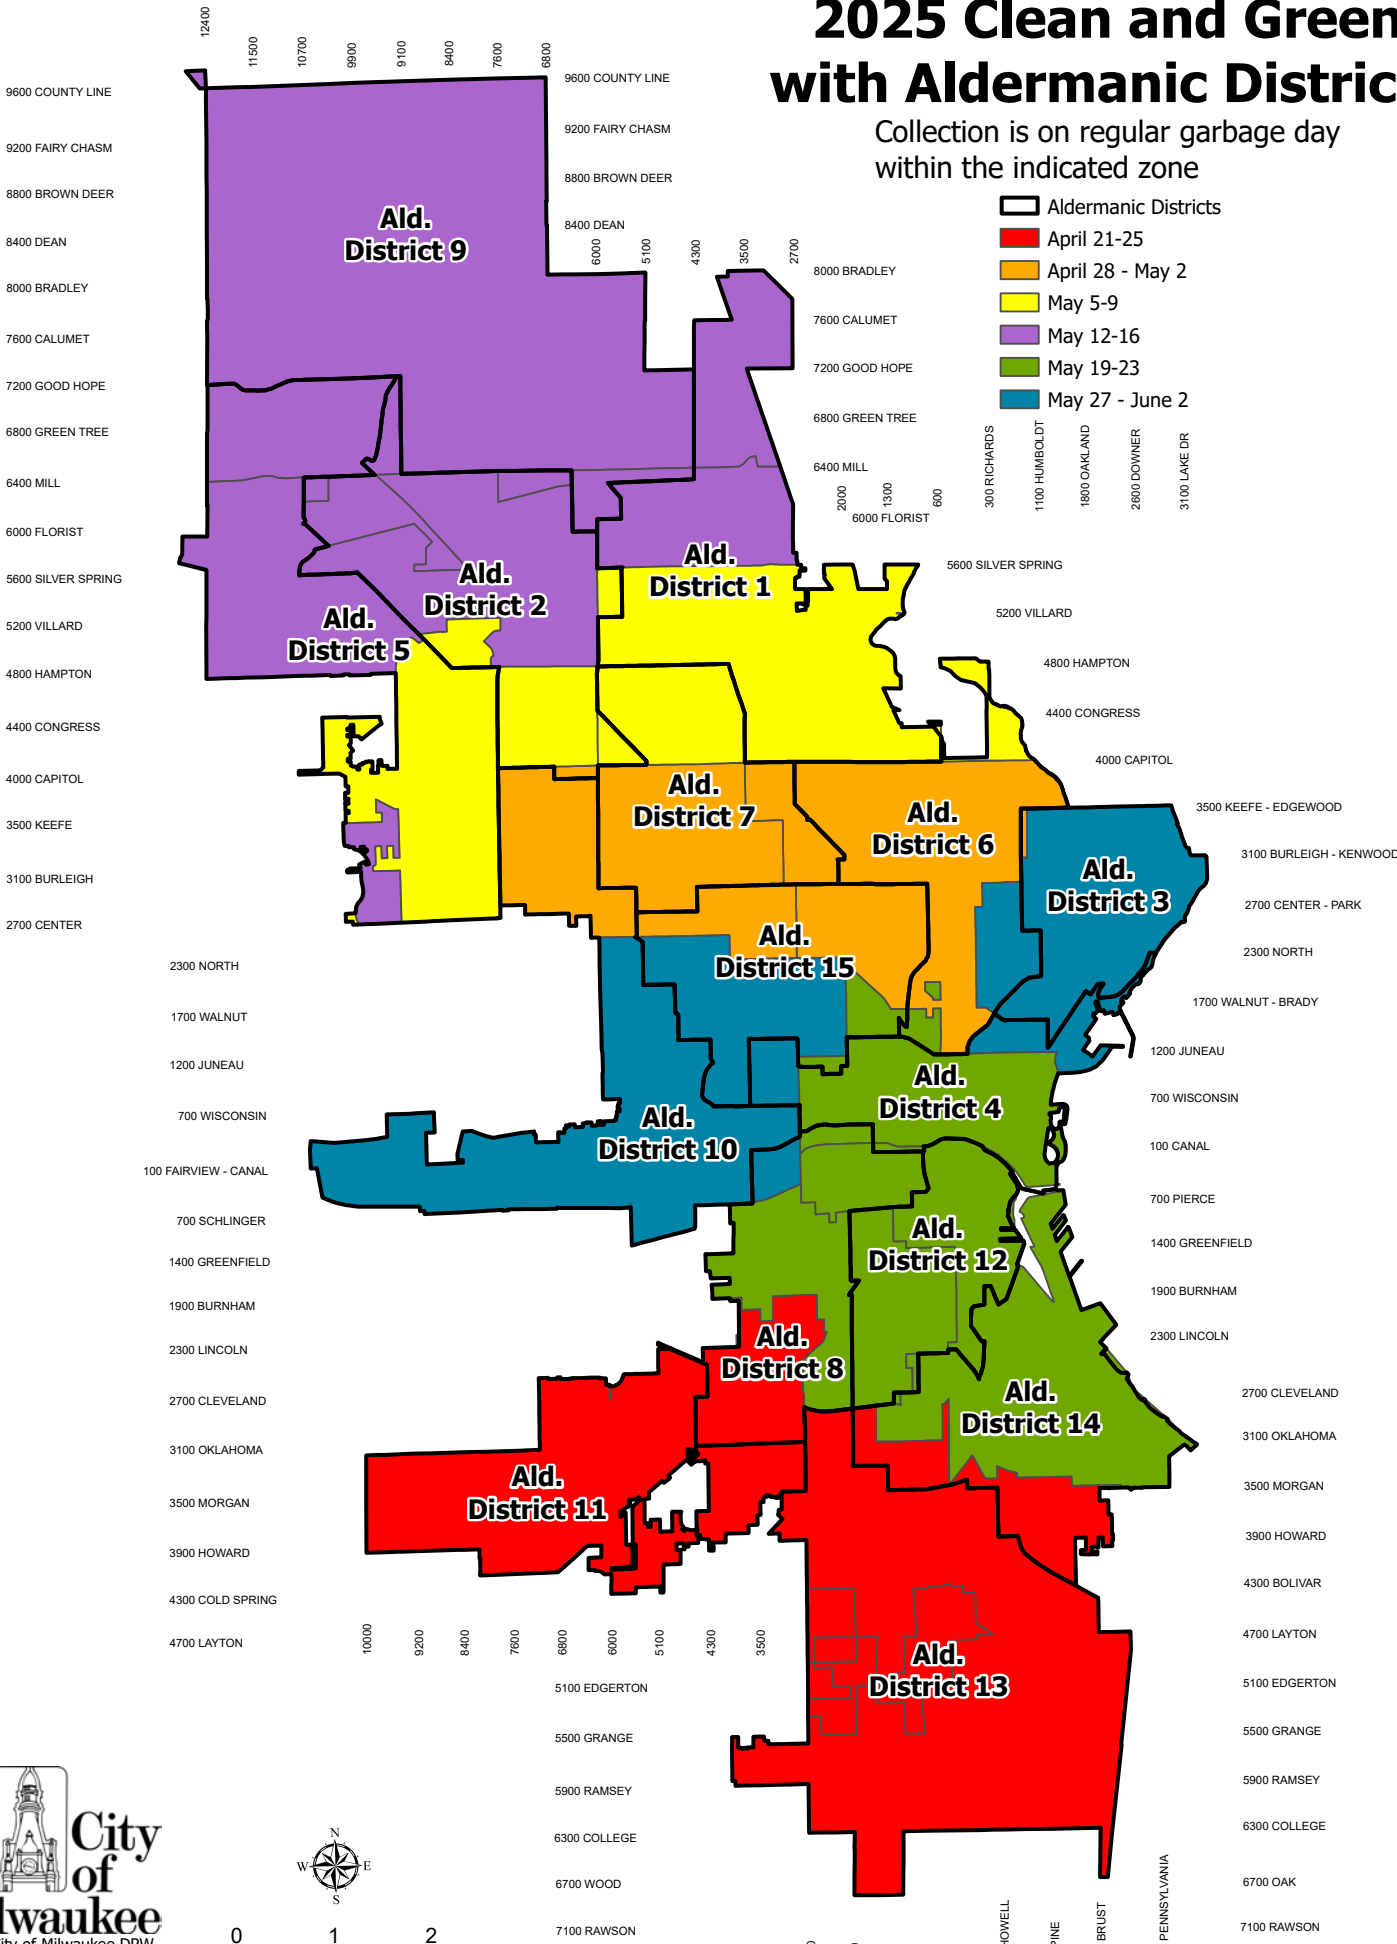 2025 Clean and Green
with Aldermanic Distric
Collection is on regular garbage day
within the indicated zone
Aldermanic Districts
April 21-25
April 28 - May 2
May 5-9
May 12-16
May 19-23
May 27 - June 2
12400
11500
10700
9900
9100
8400
7600
6800
9600 COUNTY LINE
9200 FAIRY CHASM
8800 BROWN DEER
8400 DEAN
8000 BRADLEY
7600 CALUMET
7200 GOOD HOPE
6800 GREEN TREE
6400 MILL
6000 FLORIST
5600 SILVER SPRING
5200 VILLARD
4800 HAMPTON
4400 CONGRESS
4000 CAPITOL
3500 KEEFE
3100 BURLEIGH
2700 CENTER
2300 NORTH
1700 WALNUT
1200 JUNEAU
700 WISCONSIN
100 FAIRVIEW - CANAL
700 SCHLINGER
1400 GREENFIELD
1900 BURNHAM
2300 LINCOLN
2700 CLEVELAND
3100 OKLAHOMA
3500 MORGAN
3900 HOWARD
4300 COLD SPRING
4700 LAYTON
9600 COUNTY LINE
9200 FAIRY CHASM
8800 BROWN DEER
8400 DEAN
6000
5100
4300
3500
2700
8000 BRADLEY
7600 CALUMET
7200 GOOD HOPE
6800 GREEN TREE
6400 MILL
2000
1300
600
300 RICHARDS
1100 HUMBOLDT
1800 OAKLAND
2600 DOWNER
3100 LAKE DR
6000 FLORIST
5600 SILVER SPRING
5200 VILLARD
4800 HAMPTON
4400 CONGRESS
4000 CAPITOL
3500 KEEFE - EDGEWOOD
3100 BURLEIGH - KENWOOD
2700 CENTER - PARK
2300 NORTH
1700 WALNUT - BRADY
1200 JUNEAU
700 WISCONSIN
100 CANAL
700 PIERCE
1400 GREENFIELD
1900 BURNHAM
2300 LINCOLN
2700 CLEVELAND
3100 OKLAHOMA
3500 MORGAN
3900 HOWARD
4300 BOLIVAR
4700 LAYTON
5100 EDGERTON
5500 GRANGE
5900 RAMSEY
6300 COLLEGE
6700 OAK
7100 RAWSON
Ald.
District 9
Ald.
District 1
Ald.
District 2
Ald.
District 5
Ald.
District 7
Ald.
District 6
Ald.
District 3
Ald.
District 15
Ald.
District 4
Ald.
District 10
Ald.
District 12
Ald.
District 8
Ald.
District 14
Ald.
District 11
Ald.
District 13
10000
9200
8400
7600
6800
6000
5100
4300
3500
5100 EDGERTON
5500 GRANGE
5900 RAMSEY
6300 COLLEGE
6700 WOOD
7100 RAWSON
HOWELL
PINE
BRUST
PENNSYLVANIA
N
W
E
S
0
1
2
City
of
lwaukee
City of Milwaukee DPW